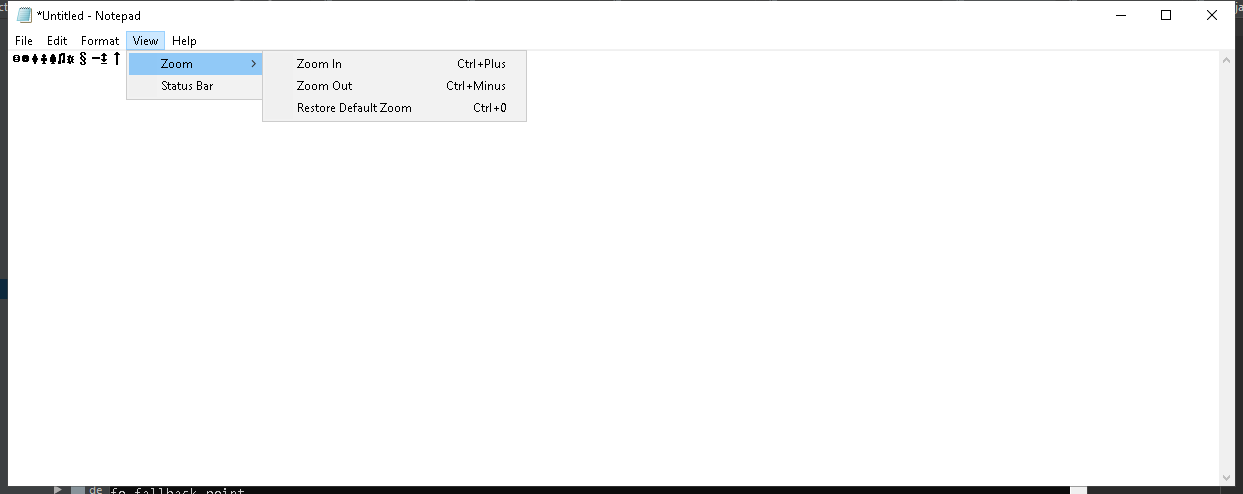 *Untitled - Notepad
File Edit Format View Help
☺☻♦♣♠♫☼ § ▬↨ ↑
Zoom >
Status Bar
Zoom In Ctrl+Plus
Zoom Out Ctrl+Minus
Restore Default Zoom Ctrl+0
de fo fallback point